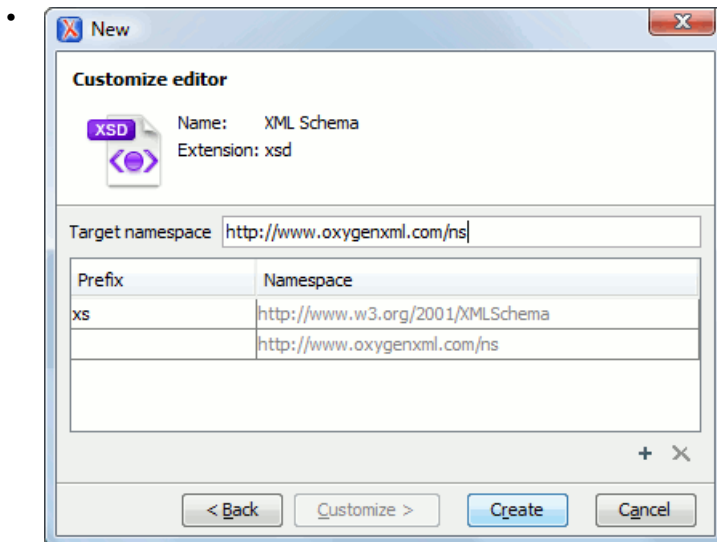 New
Customize editor
XSD
Name: XML Schema
Extension: xsd
Target namespace http://www.oxygenxml.com/ns
Prefix Namespace
xs http://www.w3.org/2001/XMLSchema
http://www.oxygenxml.com/ns
< Back Customize > Create Cancel